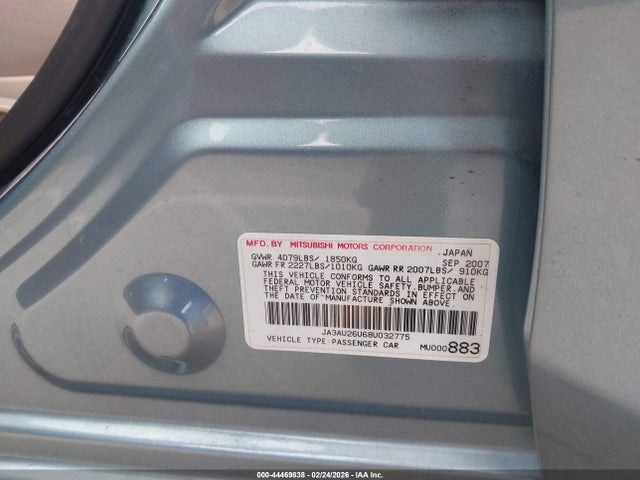 MFD. BY MITSUBISHI MOTORS CORPORATION JAPAN
GVWR 4079LBS/ 1850KG SEP 2007
GAWR FR 2227LBS/1010KG GAWR RR 2007LBS/ 910KG
THIS VEHICLE CONFORMS TO ALL APPLICABLE
FEDERAL MOTOR VEHICLE SAFETY,BUMPER,AND
THEFT PREVENTION STANDARDS IN EFFECT ON
THE DATE OF MANUFACTURE SHOWN ABOVE.
JA3AU26U68U032775
VEHICLE TYPE:PASSENGER CAR MU000883
000-44469838 - 02/24/2026 - © IAA, Inc.